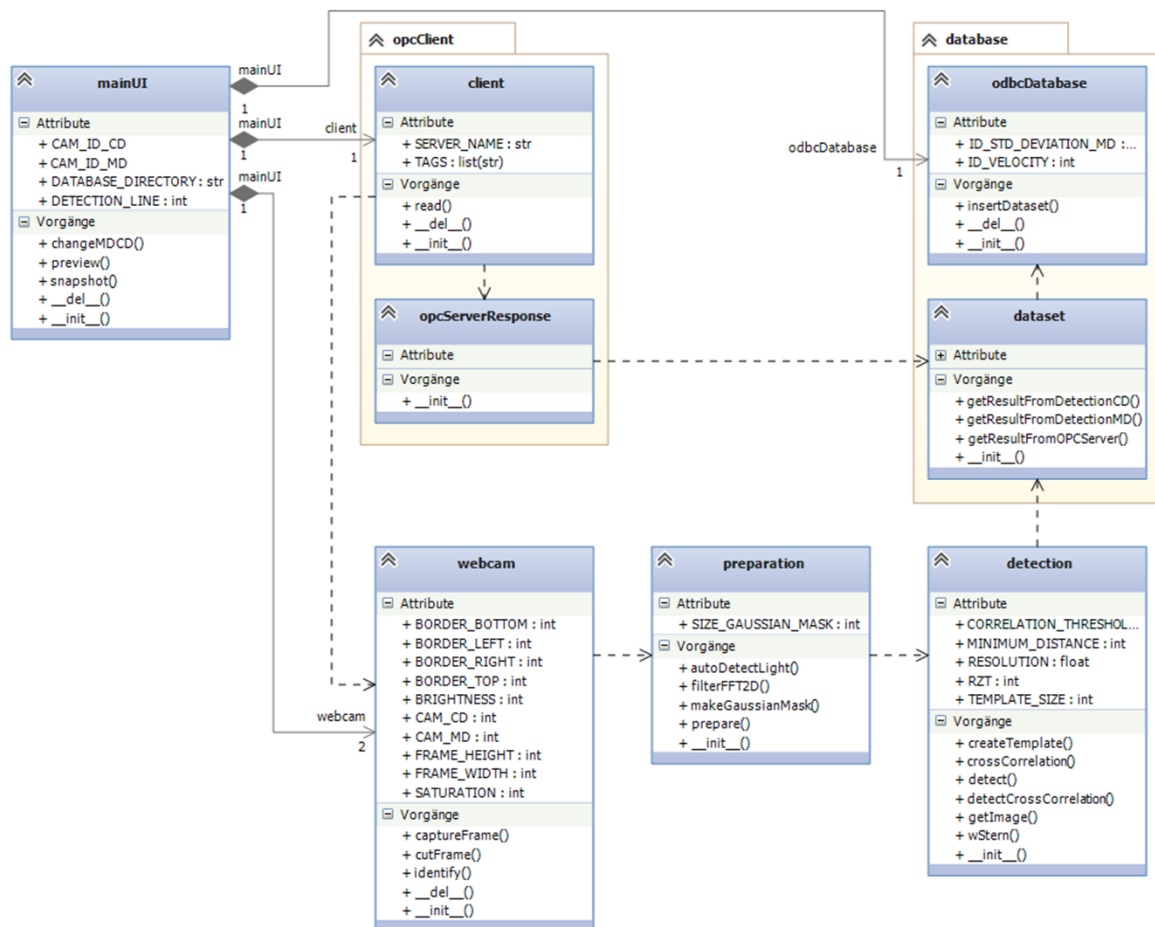 opcClient
database
mainUI
Attribute
+ CAM_ID_CD
+ CAM_ID_MD
+ DATABASE_DIRECTORY : str
+ DETECTION_LINE : int
Vorgänge
+ changeMDCD()
+ preview()
+ snapshot()
+ __del__()
+ __init__()
mainUI
1
mainUI
1
mainUI
1
client
1
odbcDatabase
1
webcam
2
client
Attribute
+ SERVER_NAME : str
+ TAGS : list(str)
Vorgänge
+ read()
+ __del__()
+ __init__()
opcServerResponse
Attribute
Vorgänge
+ __init__()
odbcDatabase
Attribute
+ ID_STD_DEVIATION_MD :...
+ ID_VELOCITY : int
Vorgänge
+ insertDataset()
+ __del__()
+ __init__()
dataset
Attribute
Vorgänge
+ getResultFromDetectionCD()
+ getResultFromDetectionMD()
+ getResultFromOPCServer()
+ __init__()
webcam
Attribute
+ BORDER_BOTTOM : int
+ BORDER_LEFT : int
+ BORDER_RIGHT : int
+ BORDER_TOP : int
+ BRIGHTNESS : int
+ CAM_CD : int
+ CAM_MD : int
+ FRAME_HEIGHT : int
+ FRAME_WIDTH : int
+ SATURATION : int
Vorgänge
+ captureFrame()
+ cutFrame()
+ identify()
+ __del__()
+ __init__()
preparation
Attribute
+ SIZE_GAUSSIAN_MASK : int
Vorgänge
+ autoDetectLight()
+ filterFFT2D()
+ makeGaussianMask()
+ prepare()
+ __init__()
detection
Attribute
+ CORRELATION_THRESHOL...
+ MINIMUM_DISTANCE : int
+ RESOLUTION : float
+ RZT : int
+ TEMPLATE_SIZE : int
Vorgänge
+ createTemplate()
+ crossCorrelation()
+ detect()
+ detectCrossCorrelation()
+ getImage()
+ wStern()
+ __init__()